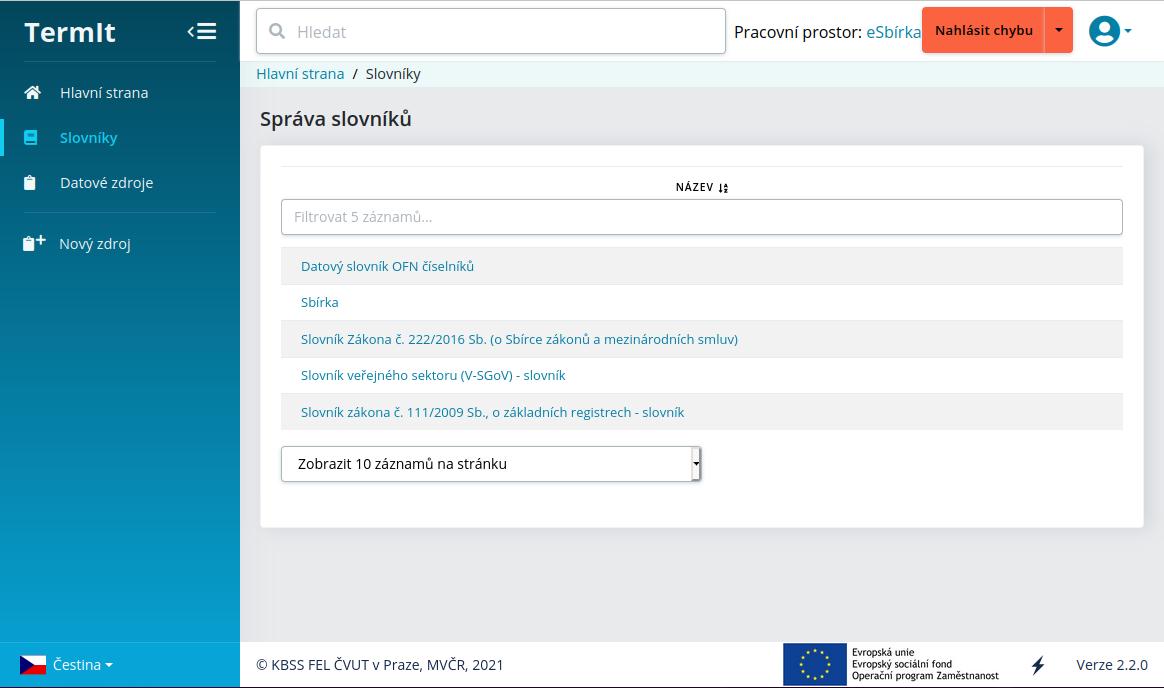 TermIt
Hledat
Pracovní prostor: eSbírka
Nahlásit chybu
Hlavní strana / Slovníky
Hlavní strana
Slovníky
Datové zdroje
Nový zdroj
Správa slovníků
NÁZEV
Filtrovat 5 záznamů...
Datový slovník OFN číselníků
Sbírka
Slovník Zákona č. 222/2016 Sb. (o Sbírce zákonů a mezinárodních smluv)
Slovník veřejného sektoru (V-SGoV) - slovník
Slovník zákona č. 111/2009 Sb., o základních registrech - slovník
Zobrazit 10 záznamů na stránku
Čestina
© KBSS FEL ČVUT v Praze, MVČR, 2021
Evropská unie
Evropský sociální fond
Operační program Zaměstnanost
Verze 2.2.0